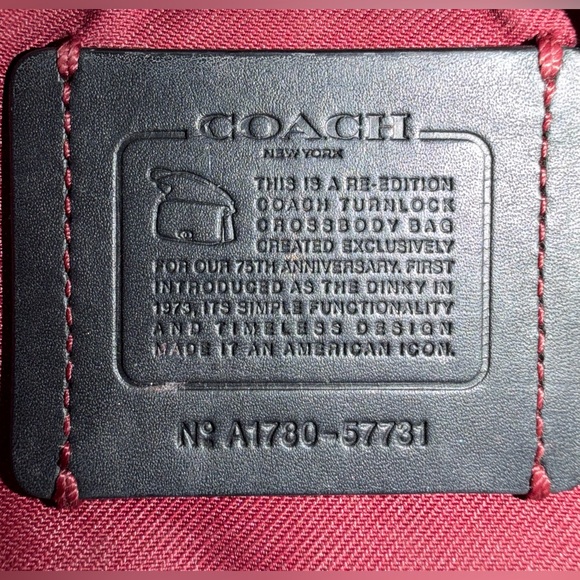 COACH
NEW YORK
THIS IS A RE-EDITION
COACH TURNLOCK
CROSSBODY BAG
CREATED EXCLUSIVELY
FOR OUR 75TH ANNIVERSARY. FIRST
INTRODUCED AS THE DINKY IN
1973, ITS SIMPLE FUNCTIONALITY
AND TIMELESS DESIGN
MADE IT AN AMERICAN ICON.
Nº A1780-57731